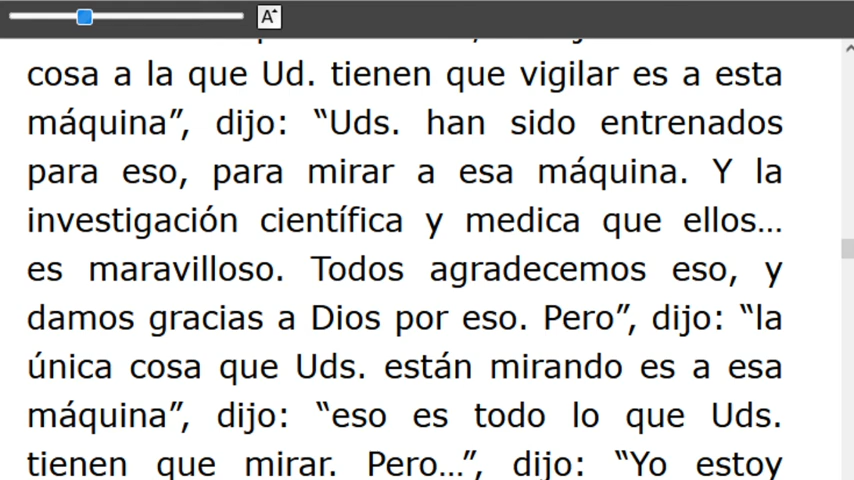 A
cosa a la que Ud. tienen que vigilar es a esta
máquina”, dijo: “Uds. han sido entrenados
para eso, para mirar a esa máquina. Y la
investigación científica y medica que ellos…
es maravilloso. Todos agradecemos eso, y
damos gracias a Dios por eso. Pero”, dijo: “la
única cosa que Uds. están mirando es a esa
máquina”, dijo: “eso es todo lo que Uds.
tienen que mirar. Pero…”, dijo: “Yo estoy